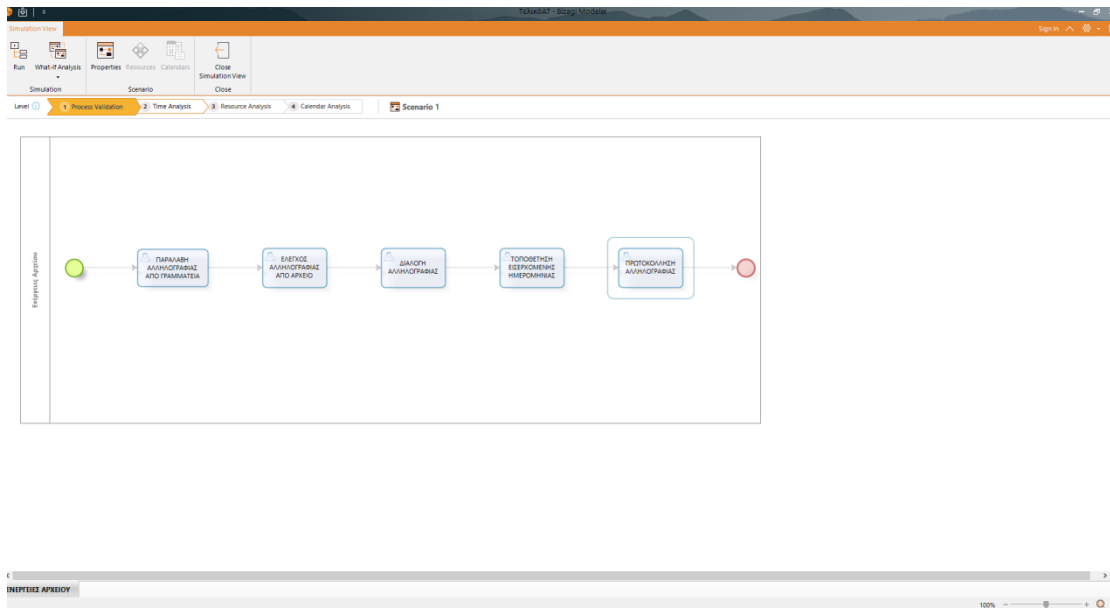 ΤελικόΑΤ - Bizagi Modeler
Simulation View
Sign In
Run
What-If Analysis
Properties
Resources
Calendars
Close
Simulation View
Simulation
Scenario
Close
Level
1 Process Validation
2 Time Analysis
3 Resource Analysis
4 Calendar Analysis
Scenario 1
Ενέργειες Αρχείου
ΠΑΡΑΛΑΒΗ
ΑΛΛΗΛΟΓΡΑΦΙΑΣ
ΑΠΟ ΓΡΑΜΜΑΤΕΙΑ
ΕΛΕΓΧΟΣ
ΑΛΛΗΛΟΓΡΑΦΙΑΣ
ΑΠΟ ΑΡΧΕΙΟ
ΔΙΑΛΟΓΗ
ΑΛΛΗΛΟΓΡΑΦΙΑΣ
ΤΟΠΟΘΕΤΗΣΗ
ΕΙΣΕΡΧΟΜΕΝΗΣ
ΗΜΕΡΟΜΗΝΙΑΣ
ΠΡΩΤΟΚΟΛΛΗΣΗ
ΑΛΛΗΛΟΓΡΑΦΙΑΣ
ΕΝΕΡΓΕΙΕΣ ΑΡΧΕΙΟΥ
100%